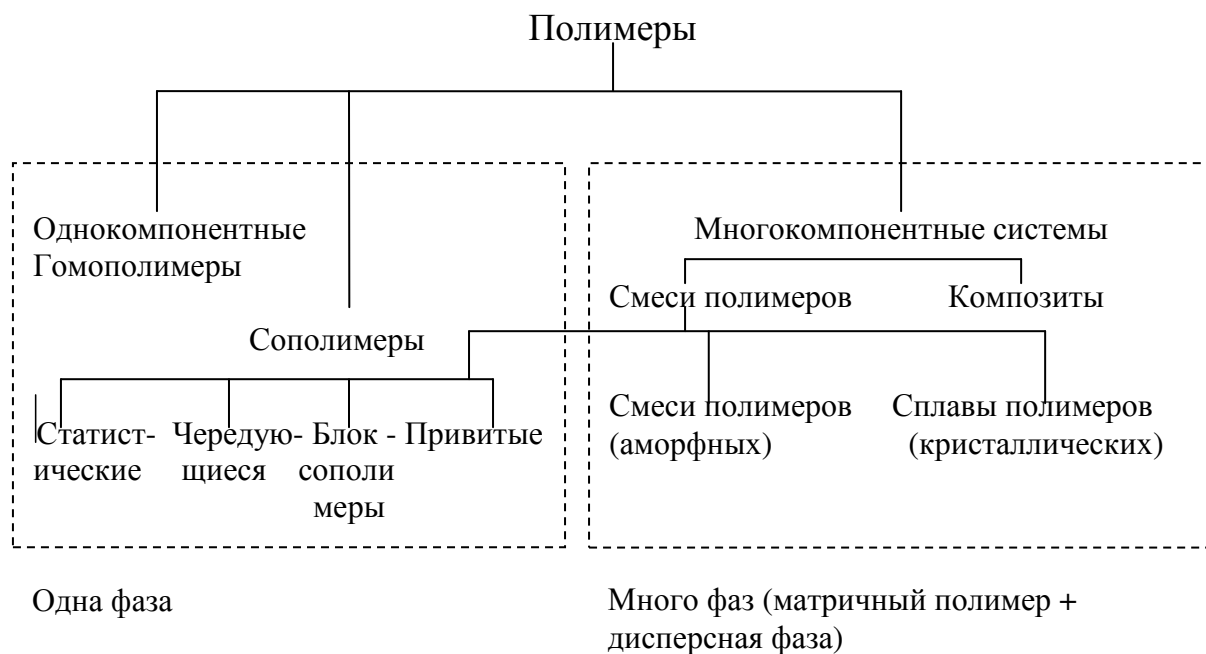 Полимеры
Однокомпонентные
Гомополимеры
Многокомпонентные системы
Смеси полимеров
Композиты
Сополимеры
Статист-
ические
Чередую-
щиеся
Блок -
сополи
меры
Привитые
Смеси полимеров
(аморфных)
Сплавы полимеров
(кристаллических)
Одна фаза
Много фаз (матричный полимер +
дисперсная фаза)